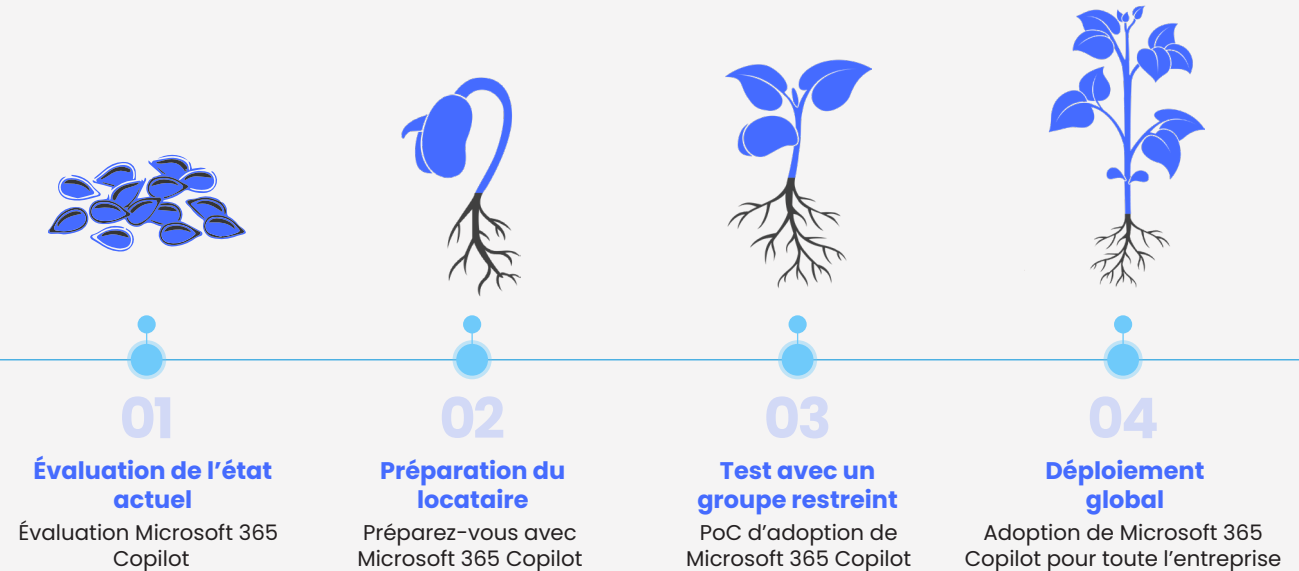 01
Évaluation de l’état
actuel
Évaluation Microsoft 365
Copilot
02
Préparation du
locataire
Préparez-vous avec
Microsoft 365 Copilot
03
Test avec un
groupe restreint
PoC d’adoption de
Microsoft 365 Copilot
04
Déploiement
global
Adoption de Microsoft 365
Copilot pour toute l’entreprise